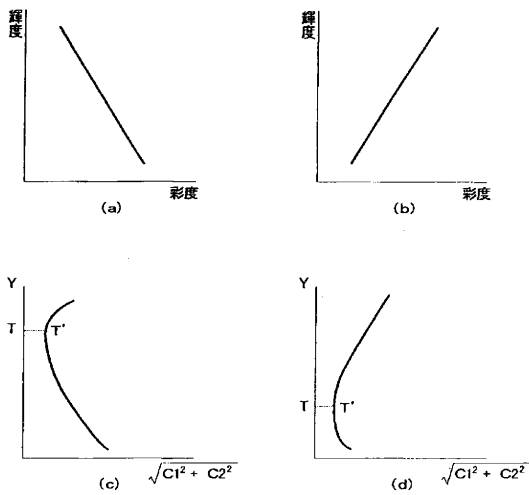 輝度
彩度
(a)
輝度
彩度
(b)
Y
T
T'
√C1² + C2²
(c)
Y
T
T'
√C1² + C2²
(d)